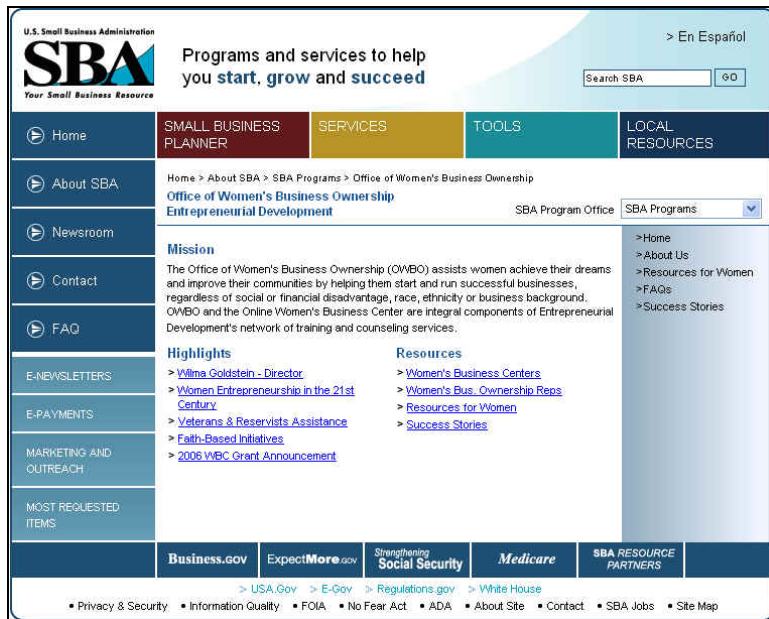 U.S. Small Business Administration
SBA
Your Small Business Resource
Programs and services to help
you start, grow and succeed
> En Español
Search SBA
GO
Home
About SBA
Newsroom
Contact
FAQ
E-NEWSLETTERS
E-PAYMENTS
MARKETING AND
OUTREACH
MOST REQUESTED
ITEMS
SMALL BUSINESS
PLANNER
SERVICES
TOOLS
LOCAL
RESOURCES
Home > About SBA > SBA Programs > Office of Women's Business Ownership
Office of Women's Business Ownership
Entrepreneurial Development
SBA Program Office
SBA Programs
Mission
The Office of Women's Business Ownership (OWBO) assists women achieve their dreams
and improve their communities by helping them start and run successful businesses,
regardless of social or financial disadvantage, race, ethnicity or business background.
OWBO and the Online Women's Business Center are integral components of Entrepreneurial
Development's network of training and counseling services.
Highlights
> Wilma Goldstein - Director
> Women Entrepreneurship in the 21st
Century
> Veterans & Reservists Assistance
> Faith-Based Initiatives
> 2006 WBC Grant Announcement
Resources
> Women's Business Centers
> Women's Bus. Ownership Reps
> Resources for Women
> Success Stories
>Home
>About Us
>Resources for Women
>FAQs
>Success Stories
Business.gov
ExpectMore.gov
Strengthening
Social Security
Medicare
SBA RESOURCE
PARTNERS
> USA.Gov > E-Gov > Regulations.gov > White House
• Privacy & Security • Information Quality • FOIA • No Fear Act • ADA • About Site • Contact • SBA Jobs • Site Map